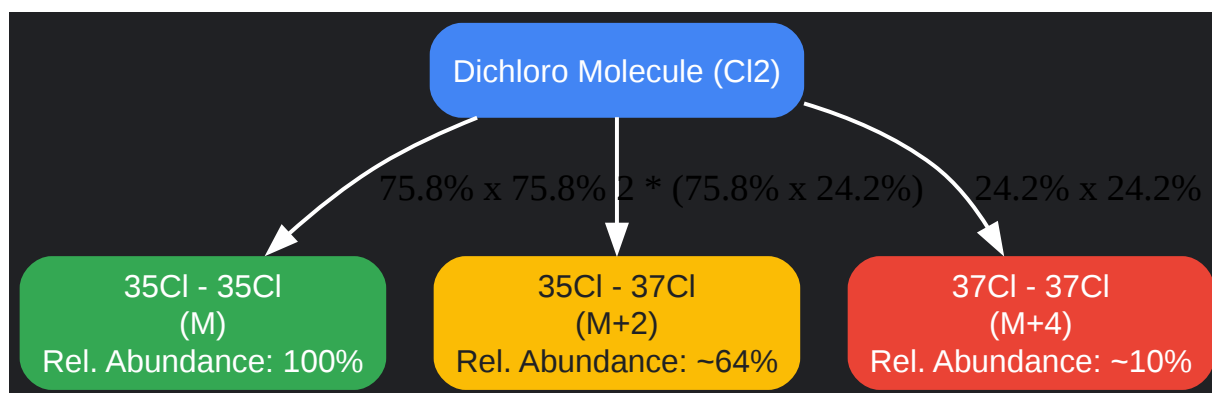 Dichloro Molecule (Cl2)
75.8% x 75.8%
2 * (75.8% x 24.2%)
24.2% x 24.2%
35Cl - 35Cl
(M)
Rel. Abundance: 100%
35Cl - 37Cl
(M+2)
Rel. Abundance: ~64%
37Cl - 37Cl
(M+4)
Rel. Abundance: ~10%